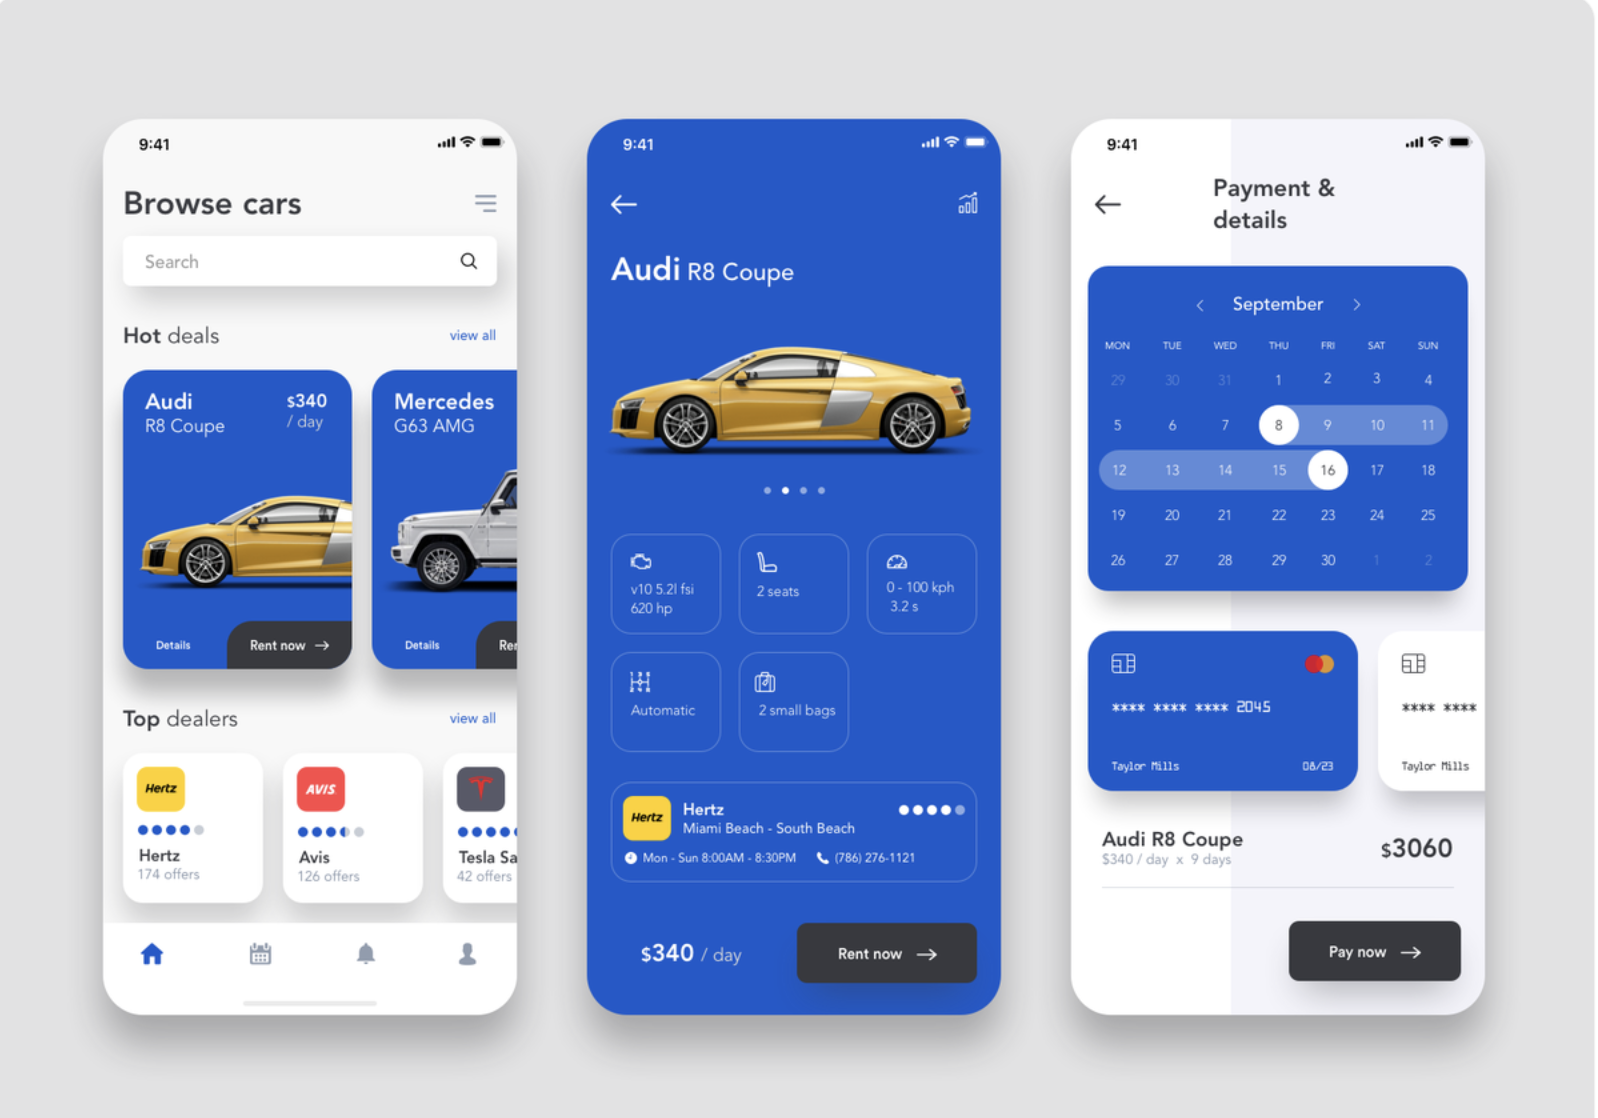 9:41
Browse cars
Search
Hot deals view all
Audi $340
R8 Coupe / day
Details Rent now
Mercedes
G63 AMG
Details
Top dealers view all
Hertz
Hertz
174 offers
AVIS
Avis
126 offers
Tesla
42 offers
9:41
Audi R8 Coupe
v10 5.2l fsi
620 hp
2 seats
0 - 100 kph
3.2 s
Automatic
2 small bags
Hertz
Hertz
Miami Beach - South Beach
Mon - Sun 8:00AM - 8:30PM (786) 276-1121
$340 / day Rent now
9:41
Payment &
details
September
MON TUE WED THU FRI SAT SUN
29 30 31 1 2 3 4
5 6 7 8 9 10 11
12 13 14 15 16 17 18
19 20 21 22 23 24 25
26 27 28 29 30 1 2
**** **** **** 2045
Taylor Mills 08/23
**** ****
Taylor Mills
Audi R8 Coupe $3060
$340 / day x 9 days
Pay now